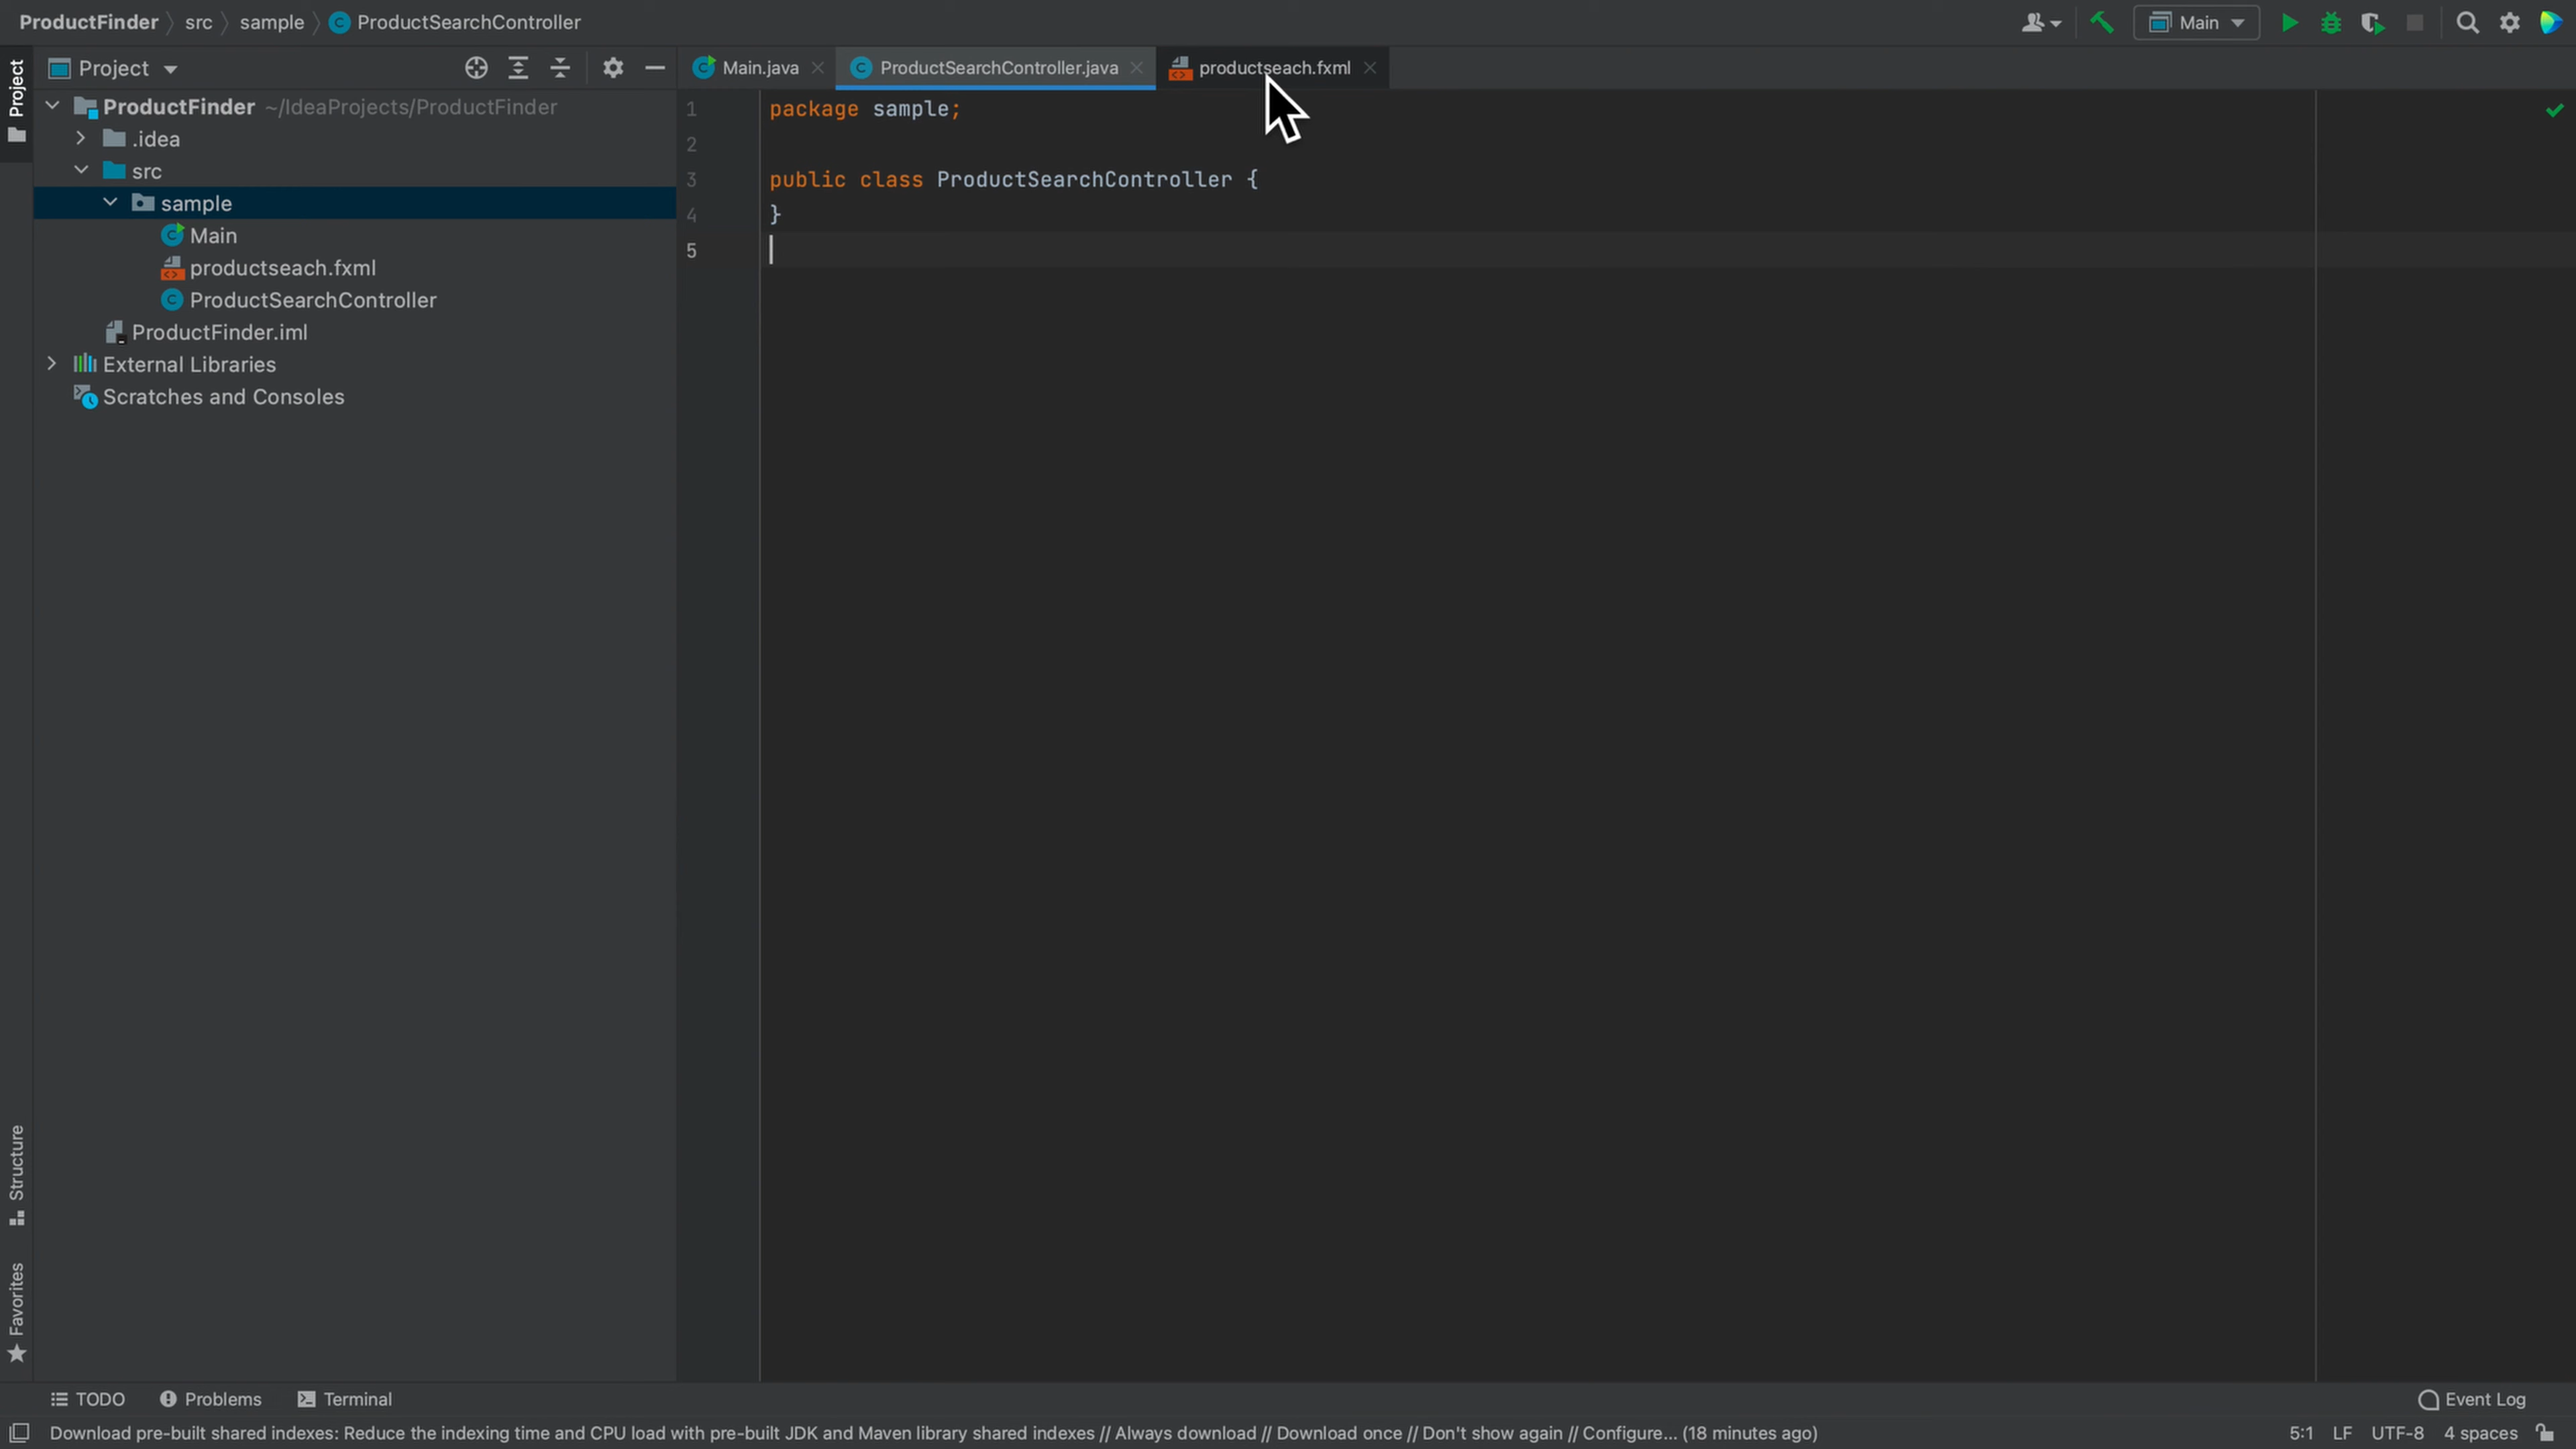 ProductFinder src sample ProductSearchController
Main
Project
Project
Main.java
ProductSearchController.java
productseach.fxml
ProductFinder ~/IdeaProjects/ProductFinder
.idea
src
sample
Main
productseach.fxml
ProductSearchController
ProductFinder.iml
External Libraries
Scratches and Consoles
1 package sample;
2
3 public class ProductSearchController {
4 }
5
Structure
Favorites
TODO Problems Terminal Event Log
Download pre-built shared indexes: Reduce the indexing time and CPU load with pre-built JDK and Maven library shared indexes // Always download // Download once // Don't show again // Configure... (18 minutes ago) 5:1 LF UTF-8 4 spaces